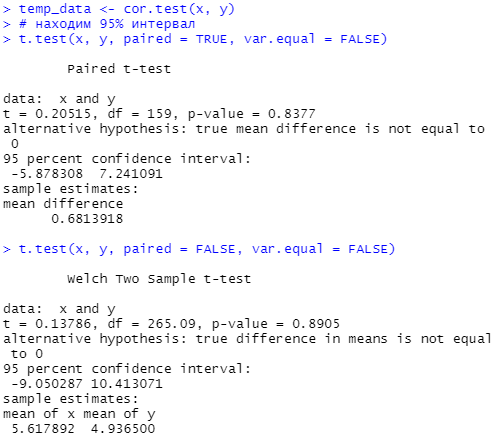 > temp_data <- cor.test(x, y)
> # находим 95% интервал
> t.test(x, y, paired = TRUE, var.equal = FALSE)
Paired t-test
data:  x and y
t = 0.20515, df = 159, p-value = 0.8377
alternative hypothesis: true mean difference is not equal to
0
95 percent confidence interval:
-5.878308  7.241091
sample estimates:
mean difference
0.6813918
> t.test(x, y, paired = FALSE, var.equal = FALSE)
Welch Two Sample t-test
data:  x and y
t = 0.13786, df = 265.09, p-value = 0.8905
alternative hypothesis: true difference in means is not equal
to 0
95 percent confidence interval:
-9.050287 10.413071
sample estimates:
mean of x mean of y
5.617892  4.936500